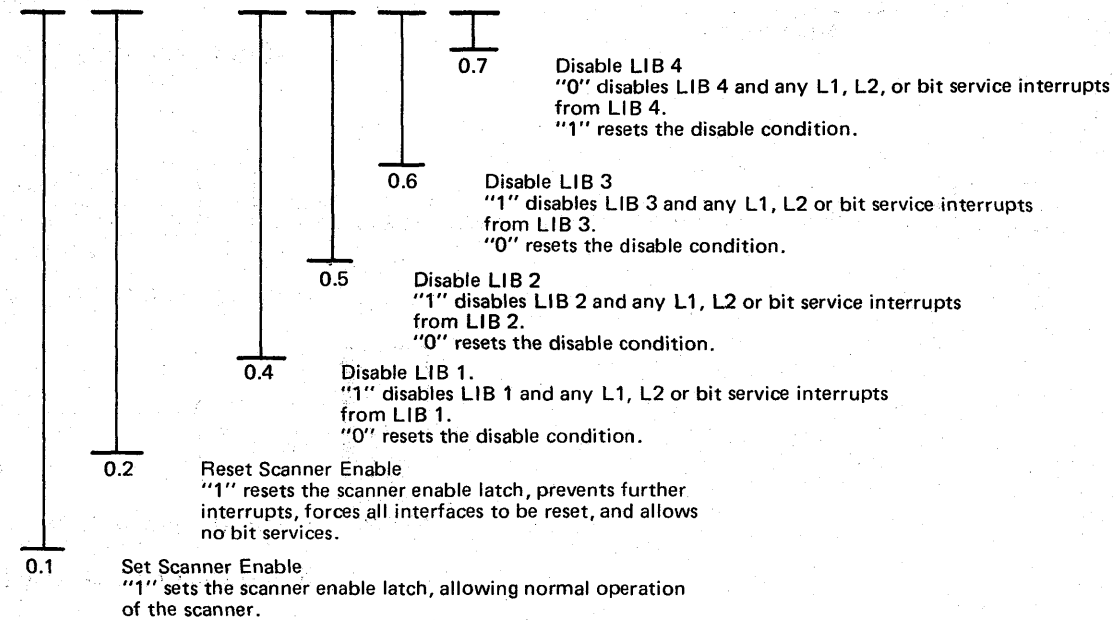 0.7
Disable LIB 4
"0" disables LIB 4 and any L1, L2, or bit service interrupts
from LIB 4.
"1" resets the disable condition.
0.6
Disable LIB 3
"1" disables LIB 3 and any L1, L2 or bit service interrupts
from LIB 3.
"0" resets the disable condition.
0.5
Disable LIB 2
"1" disables LIB 2 and any L1, L2 or bit service interrupts
from LIB 2.
"0" resets the disable condition.
0.4
Disable LIB 1.
"1" disables LIB 1 and any L1, L2 or bit service interrupts
from LIB 1.
"0" resets the disable condition.
0.2
Reset Scanner Enable
"1" resets the scanner enable latch, prevents further
interrupts, forces all interfaces to be reset, and allows
no bit services.
0.1
Set Scanner Enable
"1" sets the scanner enable latch, allowing normal operation
of the scanner.